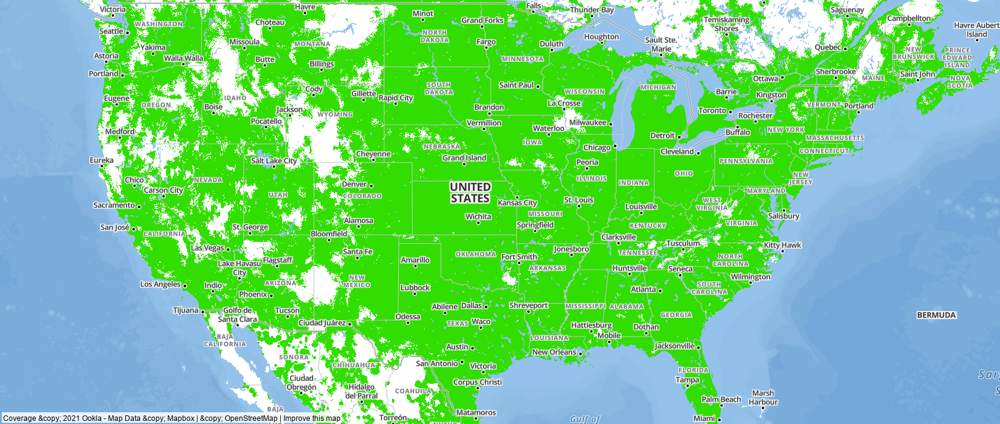 Victoria
Havre
Falls
Thunder Bay
Saguenay
Minot
Campbellton
WASHINGTON
Choteau
Grand Forks
Temiskaming
Shores
Havre Aubert
Island
Seattle
NORTH
DAKOTA
Houghton
Missoula
MONTANA
Fargo
Duluth
Sault Ste.
Marie
Quebec
Yakima
NEW
BRUNSWICK
PRINCE
EDWARD
ISLAND
Astoria
Walla Walla
Butte
Billings
MINNESOTA
Portland
Sherbrooke
Saint John
Ottawa
MAINE
NOVA
SCOTIA
SOUTH
DAKOTA
Saint Paul
MICHIGAN
Cody
Gillette
WISCONSIN
Barrie
Kingston
Eugene
IDAHO
Rapid City
La Crosse
OREGON
Boise
Jackson
Brandon
Toronto
VERMONT
Portland
WYOMING
Rochester
Pocatello
Vermillion
Milwaukee
Medford
Waterloo
Detroit
Buffalo
NEW YORK
IOWA
MASSACHUSETTS
NEBRASKA
Chicago
Cleveland
CONNECTICUT
Cheyenne
Grand Island
Eureka
Salt Lake City
Peoria
PENNSYLVANIA
Chico
NEVADA
ILLINOIS
INDIANA
OHIO
NEW
JERSEY
Denver
UNITED
STATES
Carson City
UTAH
COLORADO
MARYLAND
Sacramento
Kansas City
St. Louis
Louisville
WEST
VIRGINIA
Wichita
MISSOURI
Salisbury
San José
St. George
Alamosa
Springfield
KENTUCKY
VIRGINIA
CALIFORNIA
Bloomfield
Clarksville
Las Vegas
Santa Fe
OKLAHOMA
Jonesboro
TENNESSEE
Tusculum
Kitty Hawk
Lake Havasu
City
Flagstaff
Amarillo
Fort Smith
ARKANSAS
Huntsville
Seneca
NORTH
CAROLINA
Los Angeles
Indio
ARIZONA
NEW
MEXICO
Lubbock
Atlanta
SOUTH
CAROLINA
Wilmington
Phoenix
Tijuana
Golfo de
Santa Clara
Tucson
Abilene
Dallas
Shreveport
MISSISSIPPI
ALABAMA
GEORGIA
BERMUDA
Ciudad Juárez
Odessa
TEXAS
Waco
Hattiesburg
Dothan
BAJA
CALIFORNIA
LOUISIANA
Mobile
SONORA
Austin
New Orleans
Jacksonville
CHIHUAHUA
San Antonio
Victoria
FLORIDA
Ciudad
Obregón
Hidalgo
del Parral
COAHUILA
Corpus Christi
Tampa
Marsh
Harbour
Palm Beach
BAJA
Torreón
Matamoros
Gulf of
Miami
Coverage &copy; 2021 Ookla - Map Data &copy; Mapbox | &copy; OpenStreetMap | Improve this map